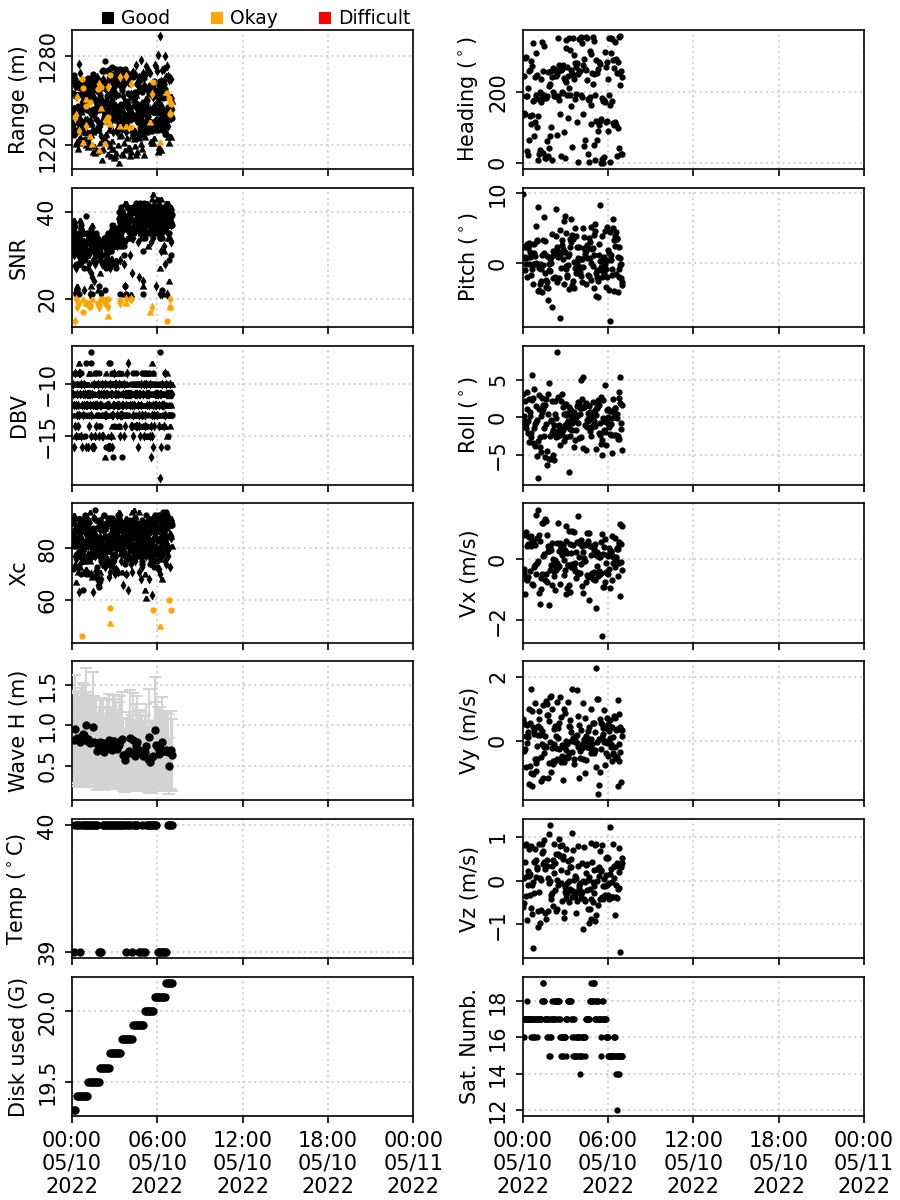 Good Okay Difficult
Range (m)
1280
1220
Heading (°)
200
0
SNR
40
20
Pitch (°)
10
0
DBV
−10
−15
Roll (°)
5
0
−5
Xc
80
60
Vx (m/s)
0
−2
Wave H (m)
1.5
1.0
0.5
Vy (m/s)
2
0
Temp (°C)
40
39
Vz (m/s)
1
0
−1
Disk used (G)
20.0
19.5
Sat. Numb.
18
16
14
12
00:00 06:00 12:00 18:00 00:00
05/10 05/10 05/10 05/10 05/11
2022 2022 2022 2022 2022
00:00 06:00 12:00 18:00 00:00
05/10 05/10 05/10 05/10 05/11
2022 2022 2022 2022 2022